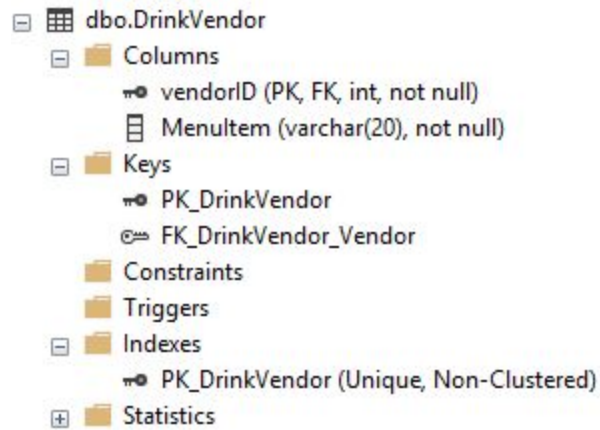 dbo.DrinkVendor
Columns
vendorID (PK, FK, int, not null)
MenuItem (varchar(20), not null)
Keys
PK_DrinkVendor
FK_DrinkVendor_Vendor
Constraints
Triggers
Indexes
PK_DrinkVendor (Unique, Non-Clustered)
Statistics